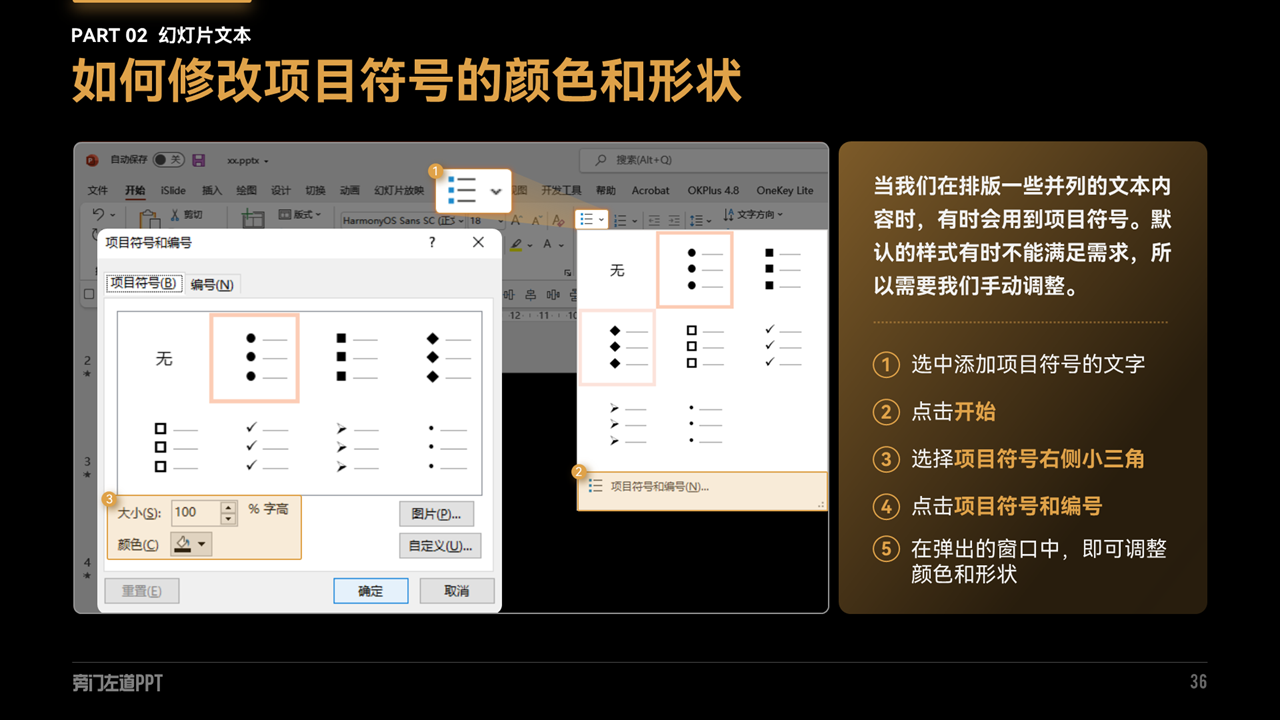 PART 02 幻灯片文本
如何修改项目符号的颜色和形状
自动保存 关 xx.pptx
搜索(Alt+Q)
文件 开始 iSlide 插入 绘图 设计 切换 动画 幻灯片放映 视图 开发工具 帮助 Acrobat OKPlus 4.8 OneKey Lite
1
剪切 版式 HarmonyOS Sans SC (正 18 文字方向
项目符号和编号 ? ×
项目符号(B) 编号(N)
无
3
大小(S): 100 % 字高
颜色(C)
图片(P)...
自定义(U)...
重置(E) 确定 取消
2
3
4
12 11 10
无
2
项目符号和编号(N)...
当我们在排版一些并列的文本内
容时，有时会用到项目符号。默
认的样式有时不能满足需求，所
以需要我们手动调整。
1 选中添加项目符号的文字
2 点击开始
3 选择项目符号右侧小三角
4 点击项目符号和编号
5 在弹出的窗口中，即可调整
颜色和形状
旁门左道PPT
36